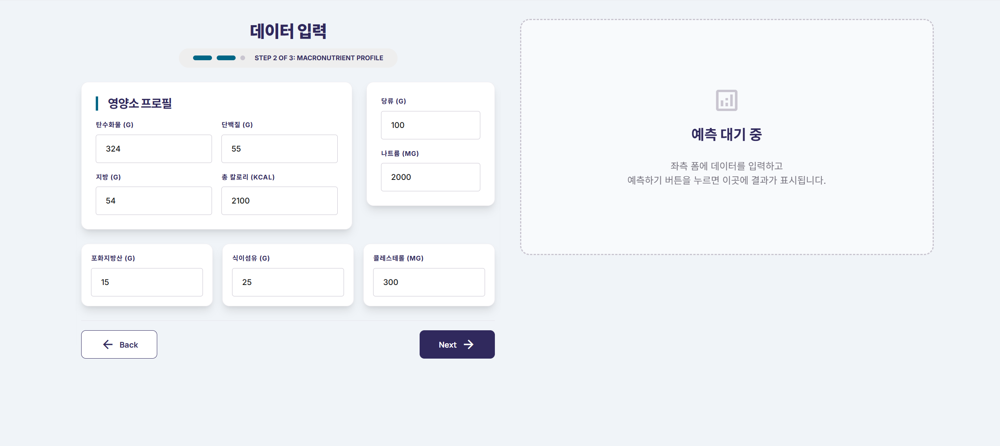 데이터 입력
STEP 2 OF 3: MACRONUTRIENT PROFILE
영양소 프로필
탄수화물 (G)
324
단백질 (G)
55
지방 (G)
54
총 칼로리 (KCAL)
2100
당류 (G)
100
나트륨 (MG)
2000
포화지방산 (G)
15
식이섬유 (G)
25
콜레스테롤 (MG)
300
Back
Next
예측 대기 중
좌측 폼에 데이터를 입력하고
예측하기 버튼을 누르면 이곳에 결과가 표시됩니다.